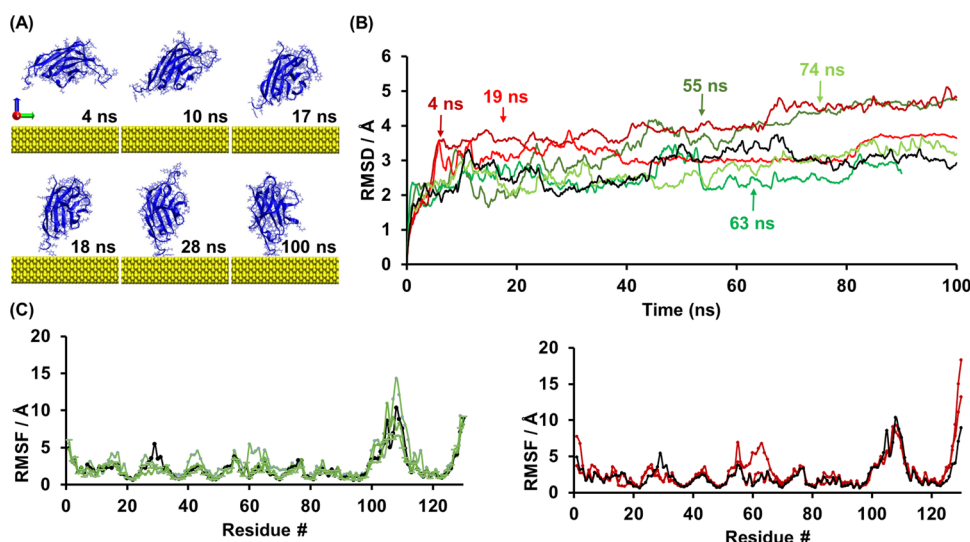 (A)
4 ns
10 ns
17 ns
18 ns
28 ns
100 ns
(B)
RMSD / Å
6
5
4
3
2
1
0
4 ns
19 ns
55 ns
74 ns
63 ns
0
20
40
60
80
100
Time (ns)
(C)
RMSF / Å
20
15
10
5
0
0
20
40
60
80
100
120
Residue #
RMSF / Å
20
15
10
5
0
0
20
40
60
80
100
120
Residue #